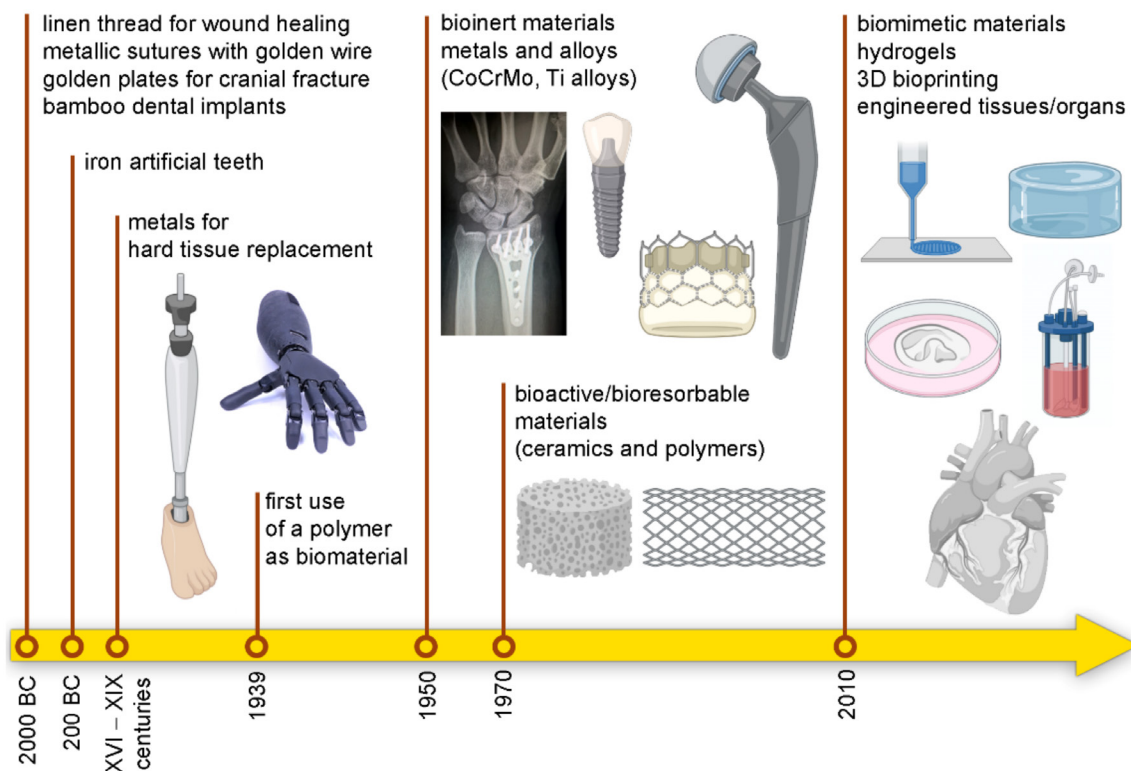 linen thread for wound healing
metallic sutures with golden wire
golden plates for cranial fracture
bamboo dental implants
iron artificial teeth
metals for
hard tissue replacement
first use
of a polymer
as biomaterial
bioinert materials
metals and alloys
(CoCrMo, Ti alloys)
bioactive/bioresorbable
materials
(ceramics and polymers)
biomimetic materials
hydrogels
3D bioprinting
engineered tissues/organs
2000 BC
200 BC
XVI – XIX
centuries
1939
1950
1970
2010